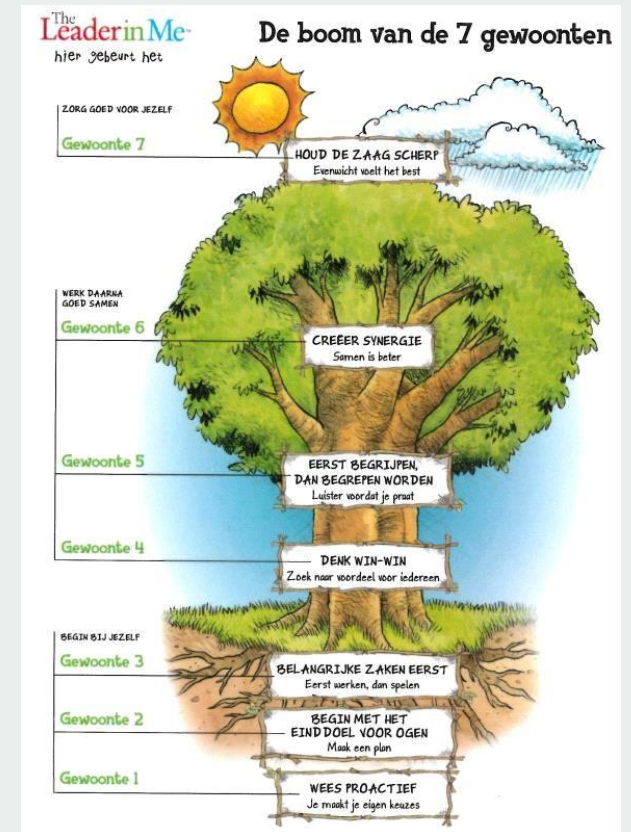 The
Leader in Me
hier gebeurt het
De boom van de 7 gewoonten
ZORG GOED VOOR JEZELF
Gewoonte 7
HOUD DE ZAAG SCHERP
Evenwicht voelt het best
WERK DAARNA
GOED SAMEN
Gewoonte 6
CREËER SYNERGIE
Samen is beter
Gewoonte 5
EERST BEGRIJPEN,
DAN BEGREPEN WORDEN
Luister voordat je praat
Gewoonte 4
DENK WIN-WIN
Zoek naar voordeel voor iedereen
BEGIN BIJ JEZELF
Gewoonte 3
BELANGRIJKE ZAKEN EERST
Eerst werken, dan spelen
Gewoonte 2
BEGIN MET HET
EINDDOEL VOOR OGEN
Maak een plan
Gewoonte 1
WEES PROACTIEF
Je maakt je eigen keuzes